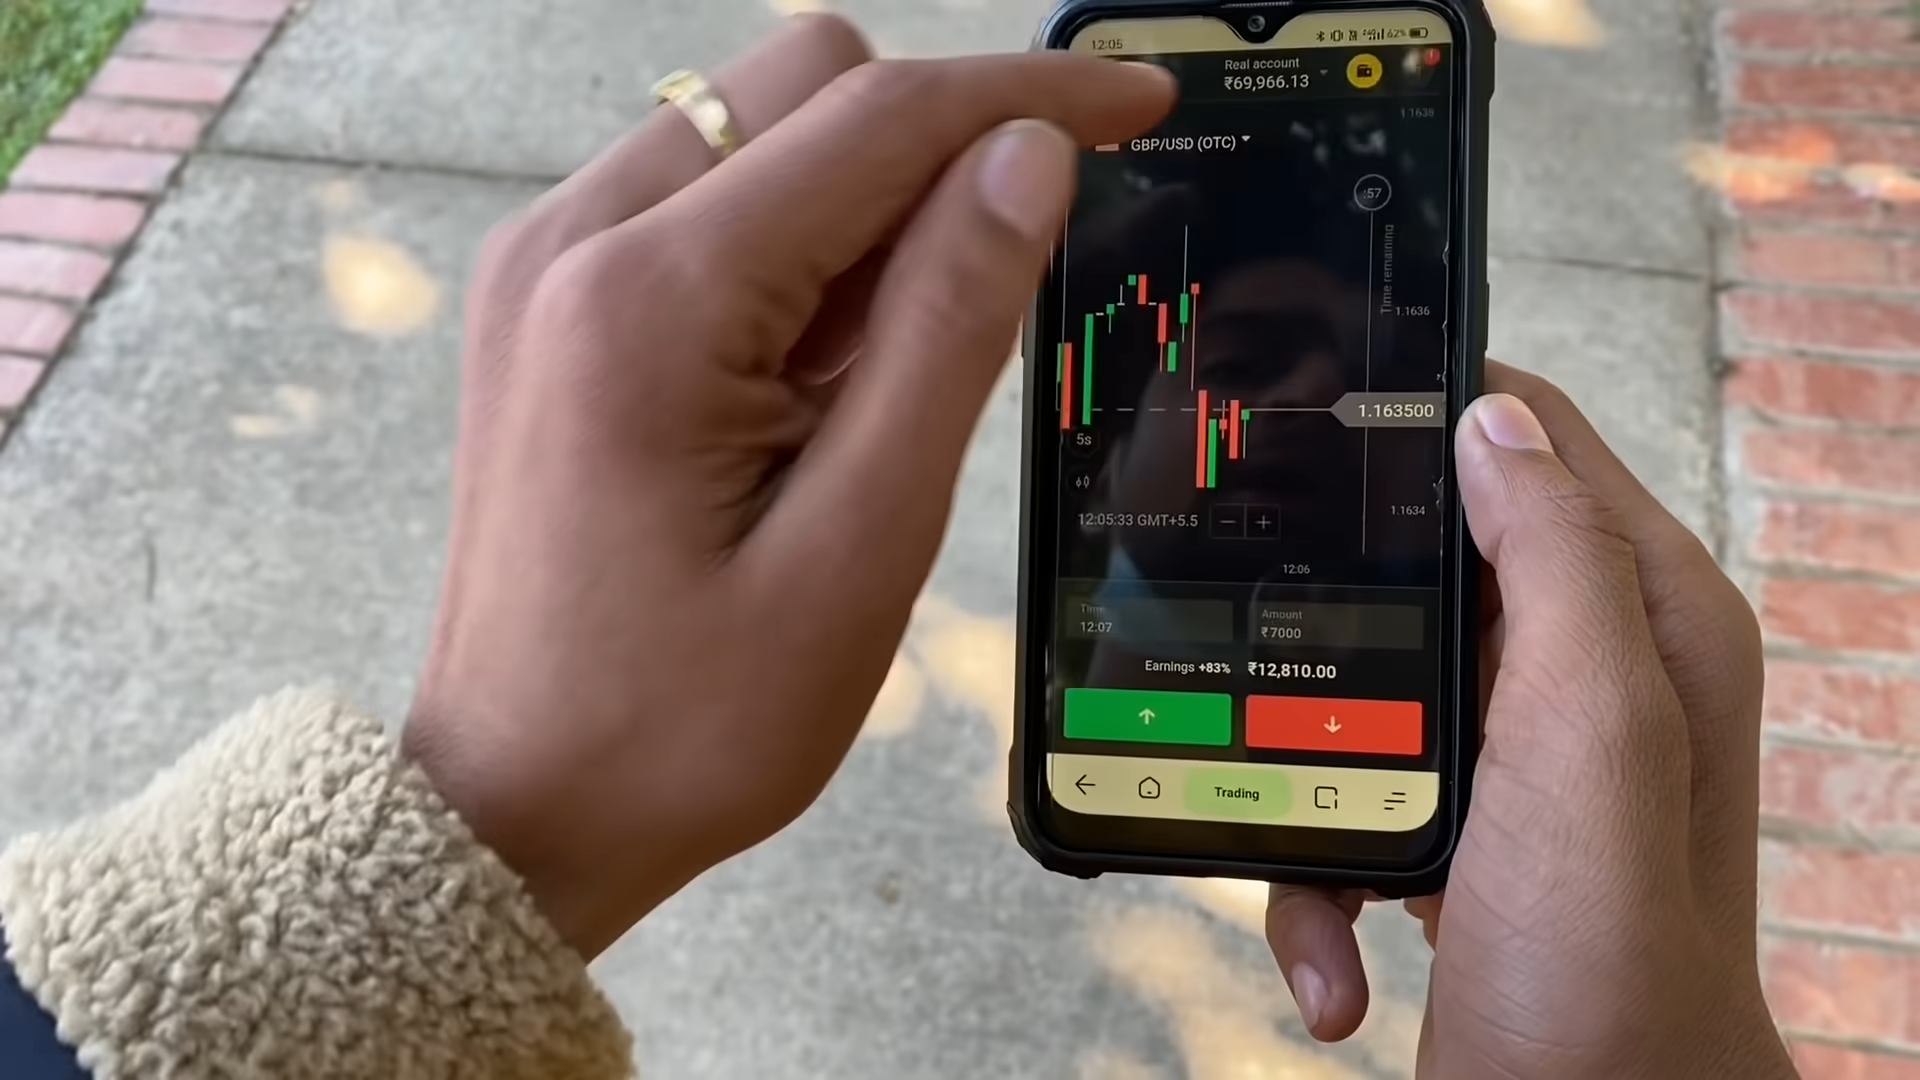 12:05
62%
Real account
₹69,966.13
1.1638
GBP/USD (OTC)
:57
Time remaining
1.1636
1.163500
5s
12:05:33 GMT+5.5
1.1634
12:06
Time
12:07
Amount
₹7000
Earnings +83% ₹12,810.00
Trading